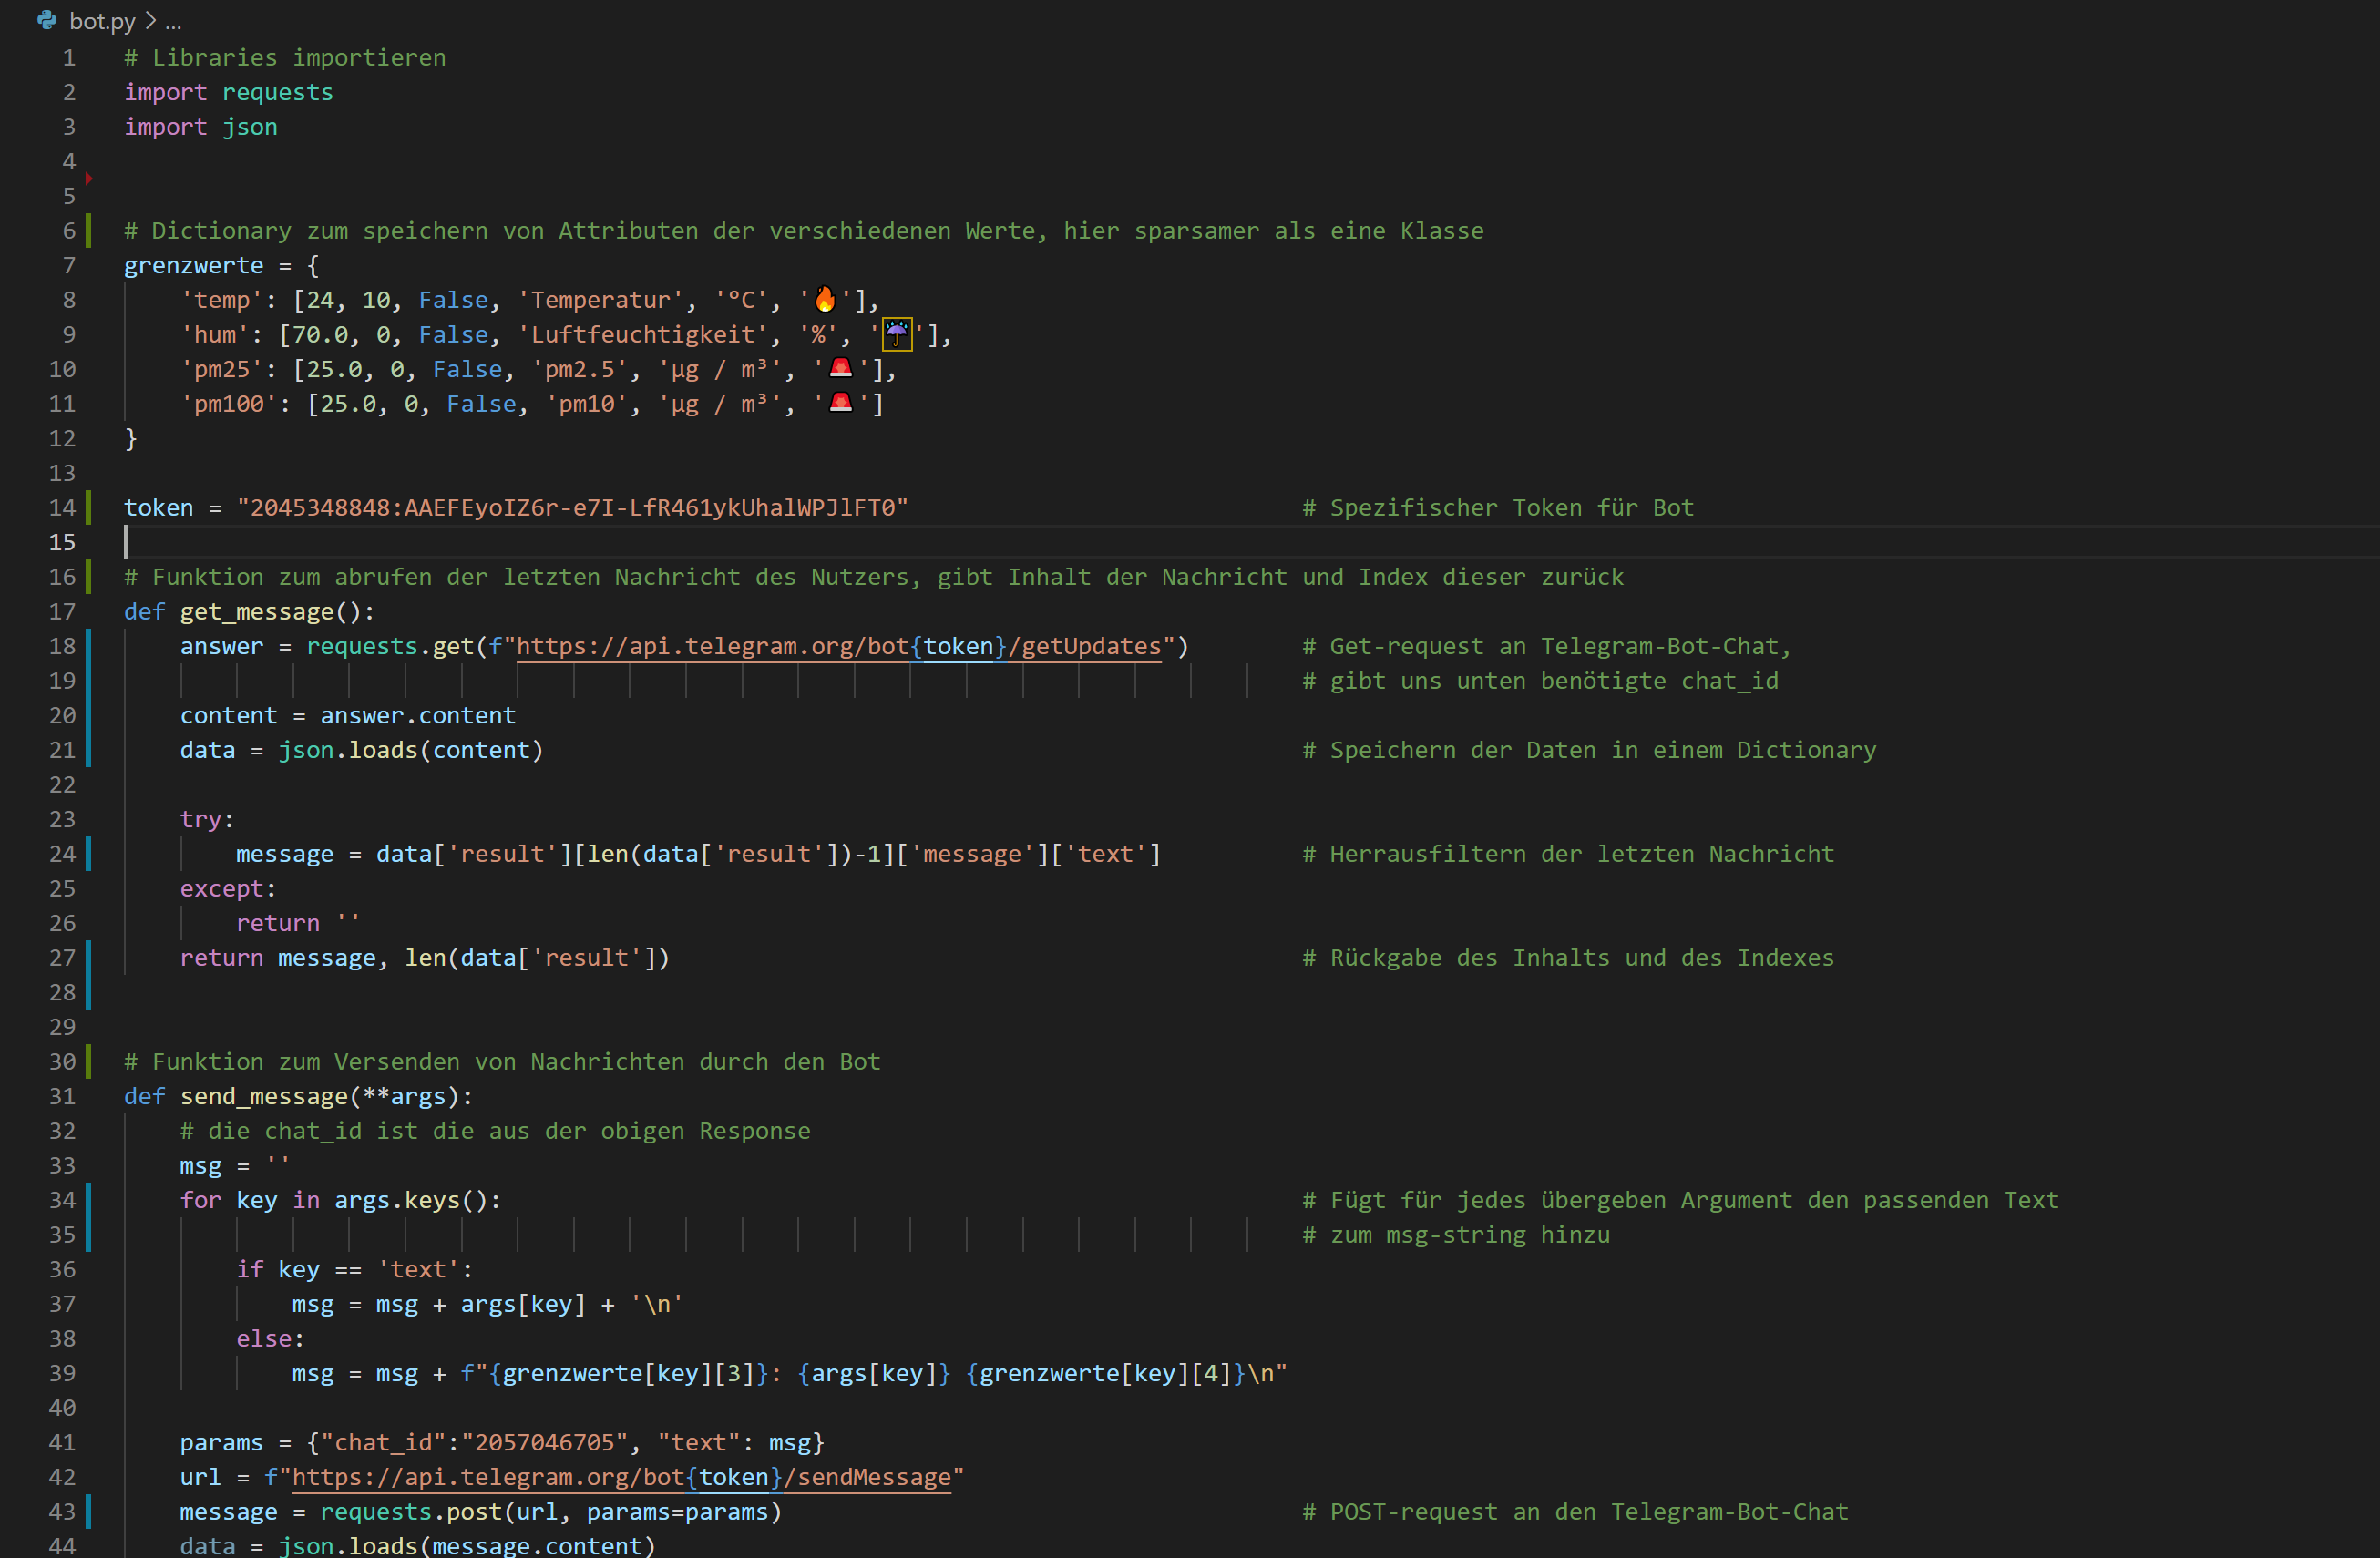 bot.py > ...
1 # Libraries importieren
2 import requests
3 import json
4
5
6 # Dictionary zum speichern von Attributen der verschiedenen Werte, hier sparsamer als eine Klasse
7 grenzwerte = {
8     'temp': [24, 10, False, 'Temperatur', '°C', '🔥'],
9     'hum': [70.0, 0, False, 'Luftfeuchtigkeit', '%', '☔'],
10     'pm25': [25.0, 0, False, 'pm2.5', 'µg / m³', '🚨'],
11     'pm100': [25.0, 0, False, 'pm10', 'µg / m³', '🚨']
12 }
13
14 token = "2045348848:AAEFEyoIZ6r-e7I-LfR461ykUhalWPJlFT0" # Spezifischer Token für Bot
15
16 # Funktion zum abrufen der letzten Nachricht des Nutzers, gibt Inhalt der Nachricht und Index dieser zurück
17 def get_message():
18     answer = requests.get(f"https://api.telegram.org/bot{token}/getUpdates") # Get-request an Telegram-Bot-Chat,
19 # gibt uns unten benötigte chat_id
20     content = answer.content
21     data = json.loads(content) # Speichern der Daten in einem Dictionary
22
23     try:
24         message = data['result'][len(data['result'])-1]['message']['text'] # Herrausfiltern der letzten Nachricht
25     except:
26         return ''
27     return message, len(data['result']) # Rückgabe des Inhalts und des Indexes
28
29
30 # Funktion zum Versenden von Nachrichten durch den Bot
31 def send_message(**args):
32     # die chat_id ist die aus der obigen Response
33     msg = ''
34     for key in args.keys(): # Fügt für jedes übergeben Argument den passenden Text
35 # zum msg-string hinzu
36         if key == 'text':
37             msg = msg + args[key] + '\n'
38         else:
39             msg = msg + f"{grenzwerte[key][3]}: {args[key]} {grenzwerte[key][4]}\n"
40
41     params = {"chat_id":"2057046705", "text": msg}
42     url = f"https://api.telegram.org/bot{token}/sendMessage"
43     message = requests.post(url, params=params) # POST-request an den Telegram-Bot-Chat
44     data = json.loads(message.content)